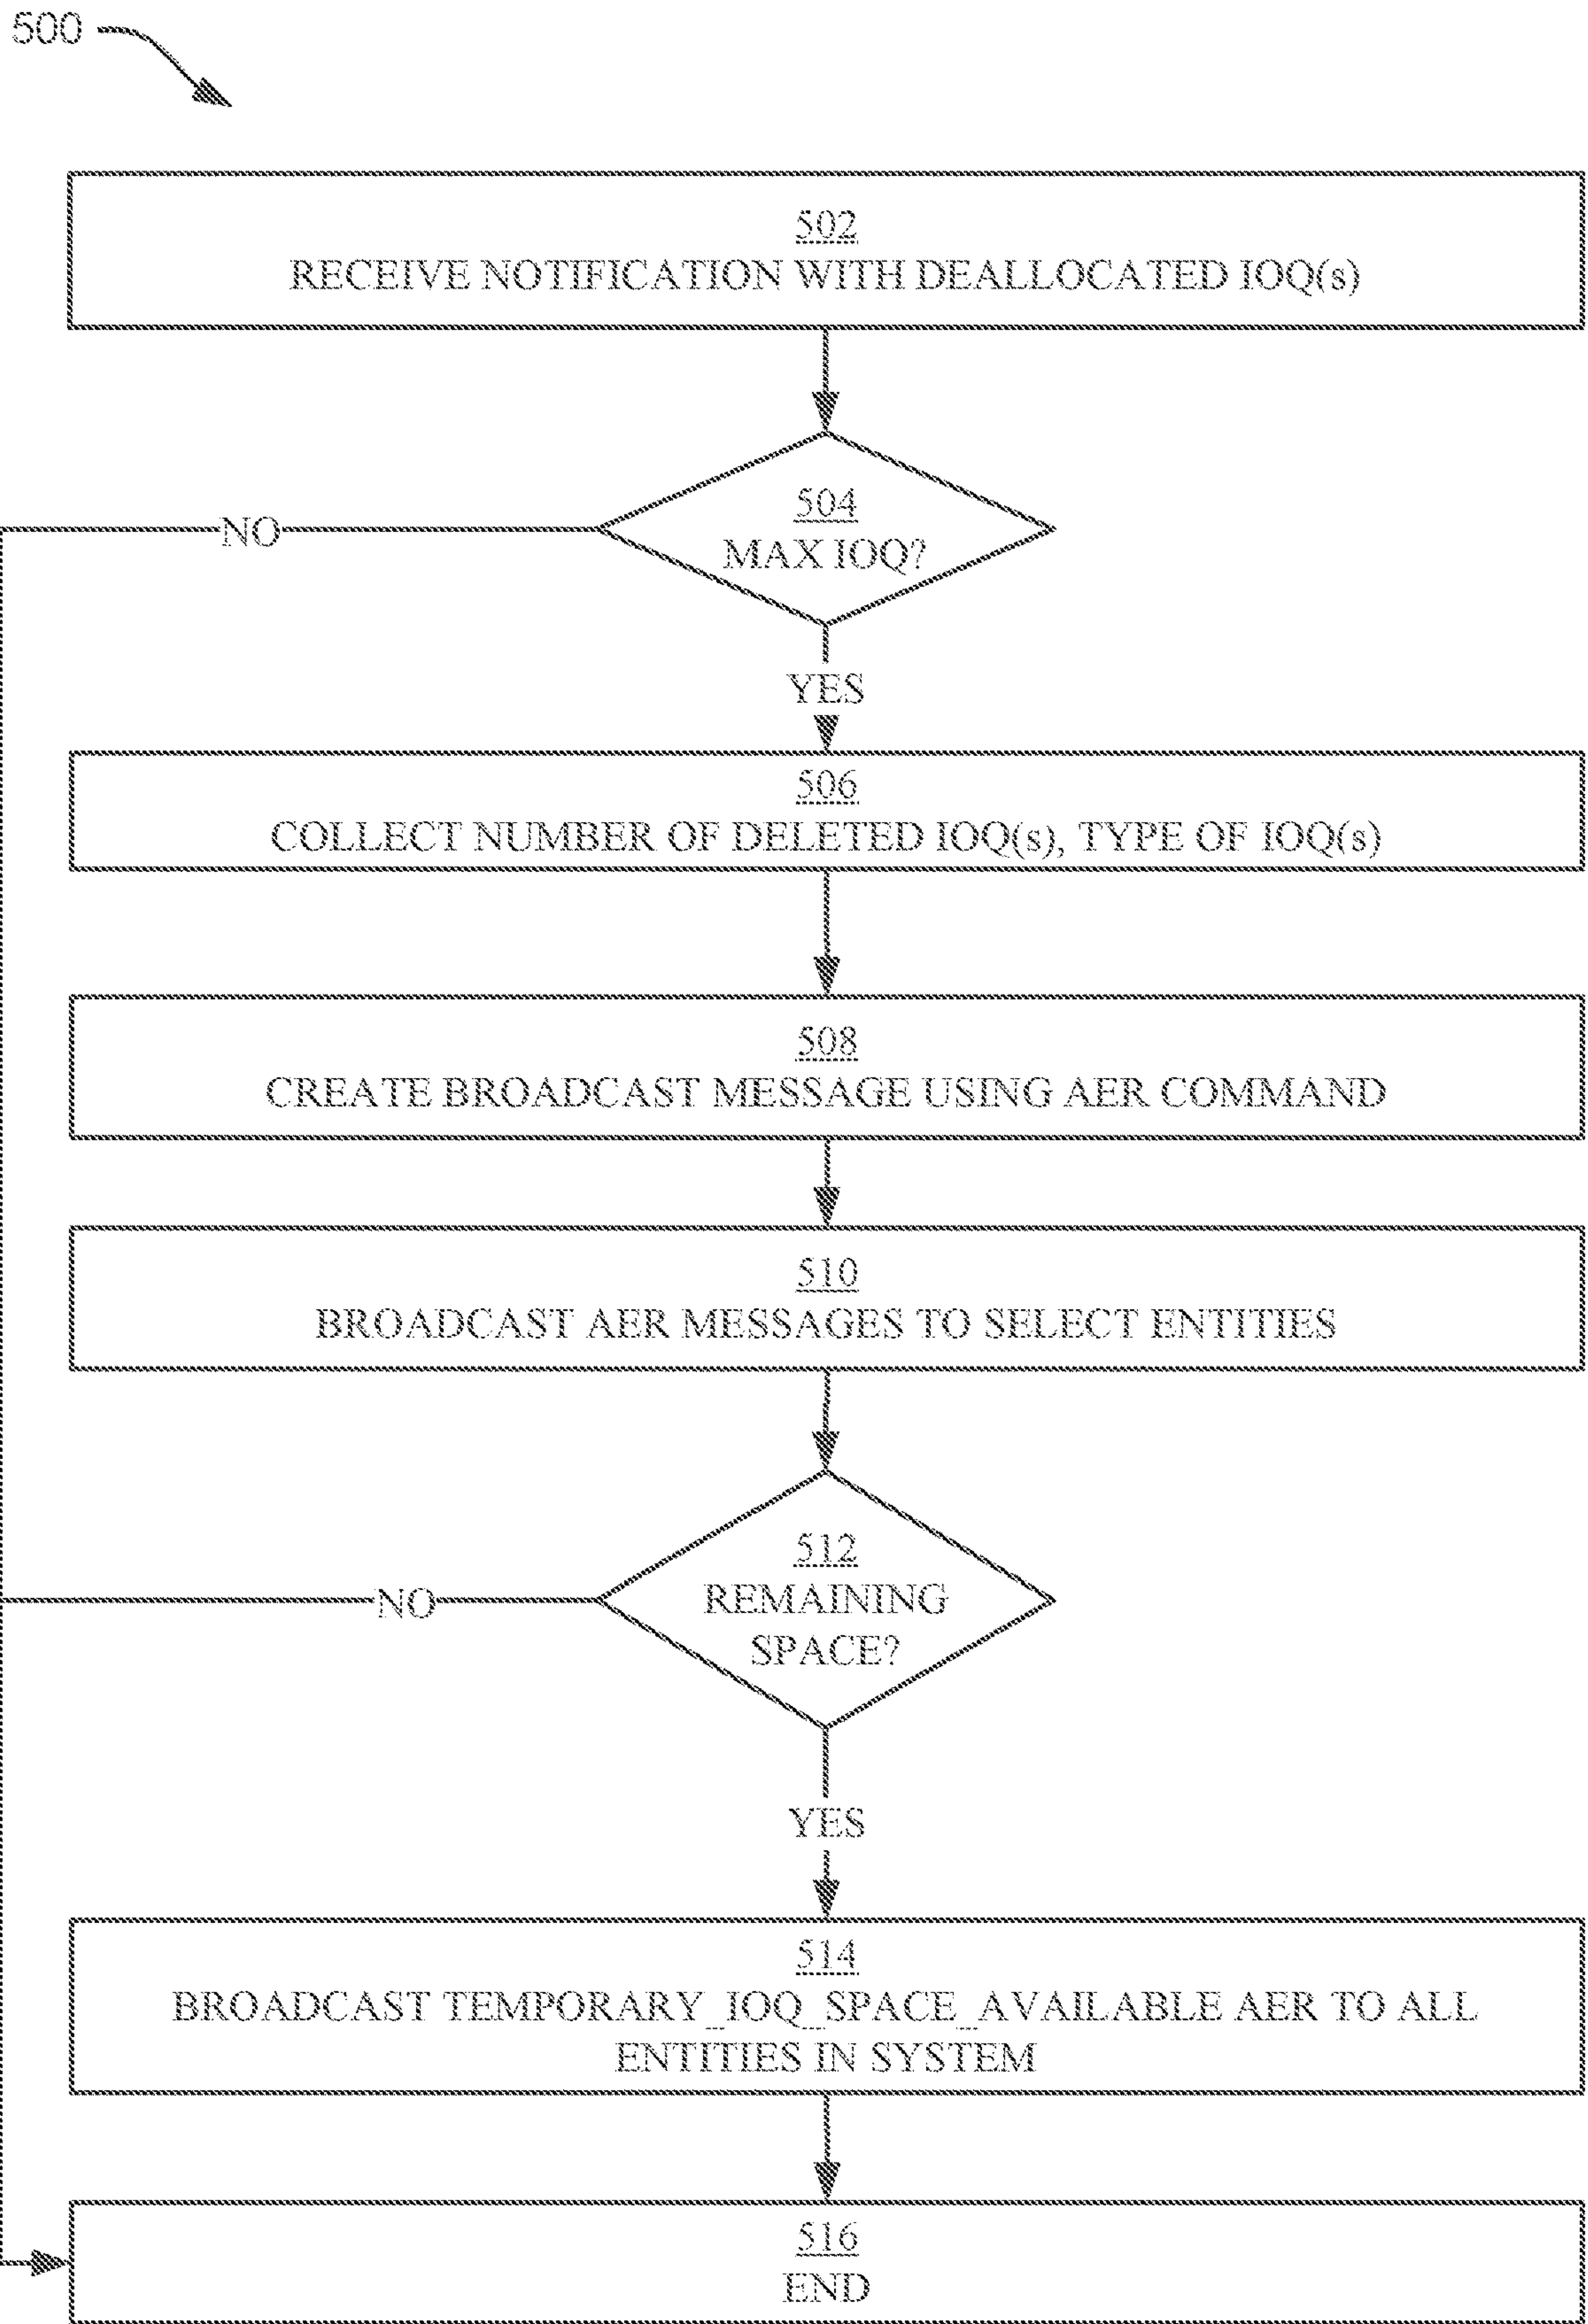 500
502
RECEIVE NOTIFICATION WITH DEALLOCATED IOQ(s)
504
MAX IOQ?
NO
YES
506
COLLECT NUMBER OF DELETED IOQ(s), TYPE OF IOQ(s)
508
CREATE BROADCAST MESSAGE USING AER COMMAND
510
BROADCAST AER MESSAGES TO SELECT ENTITIES
512
REMAINING
SPACE?
NO
YES
514
BROADCAST TEMPORARY_IOQ_SPACE_AVAILABLE AER TO ALL
ENTITIES IN SYSTEM
516
END